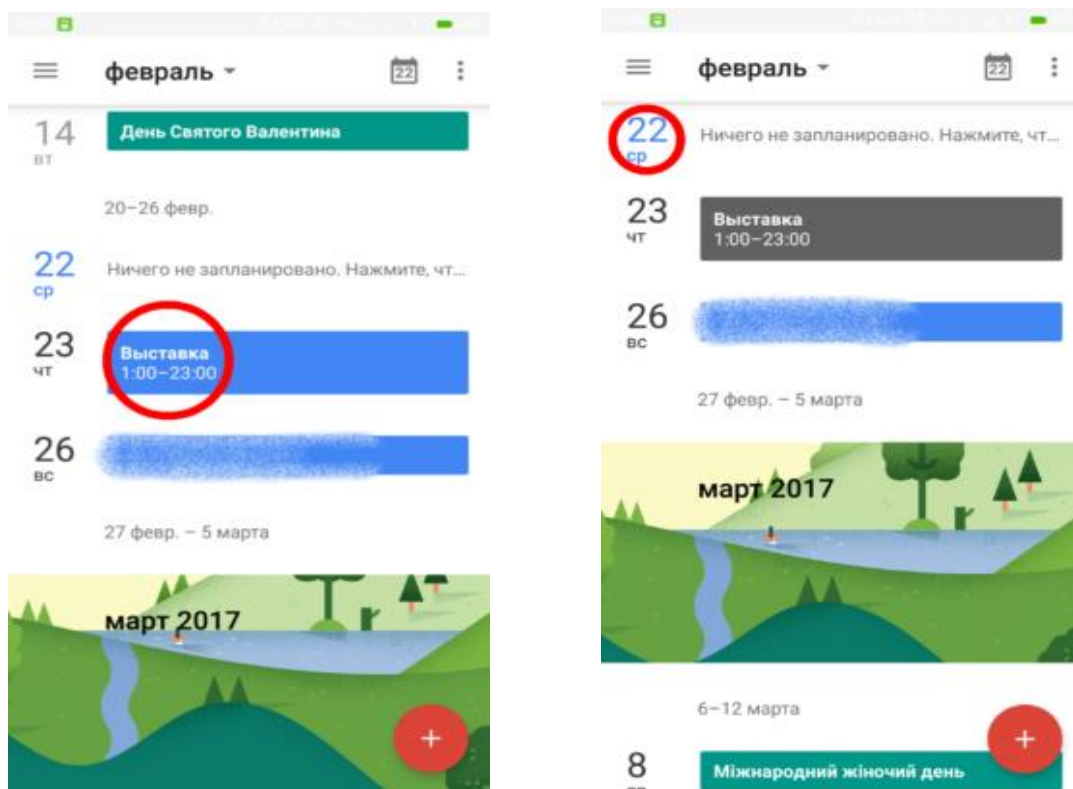 февраль
22
14
вт
День Святого Валентина
20–26 февр.
22
ср
Ничего не запланировано. Нажмите, чт...
23
чт
Выставка
1:00–23:00
26
вс
27 февр. – 5 марта
март 2017
+
февраль
22
22
ср
Ничего не запланировано. Нажмите, чт...
23
чт
Выставка
1:00–23:00
26
вс
27 февр. – 5 марта
март 2017
6–12 марта
+
8
Міжнародний жіночий день